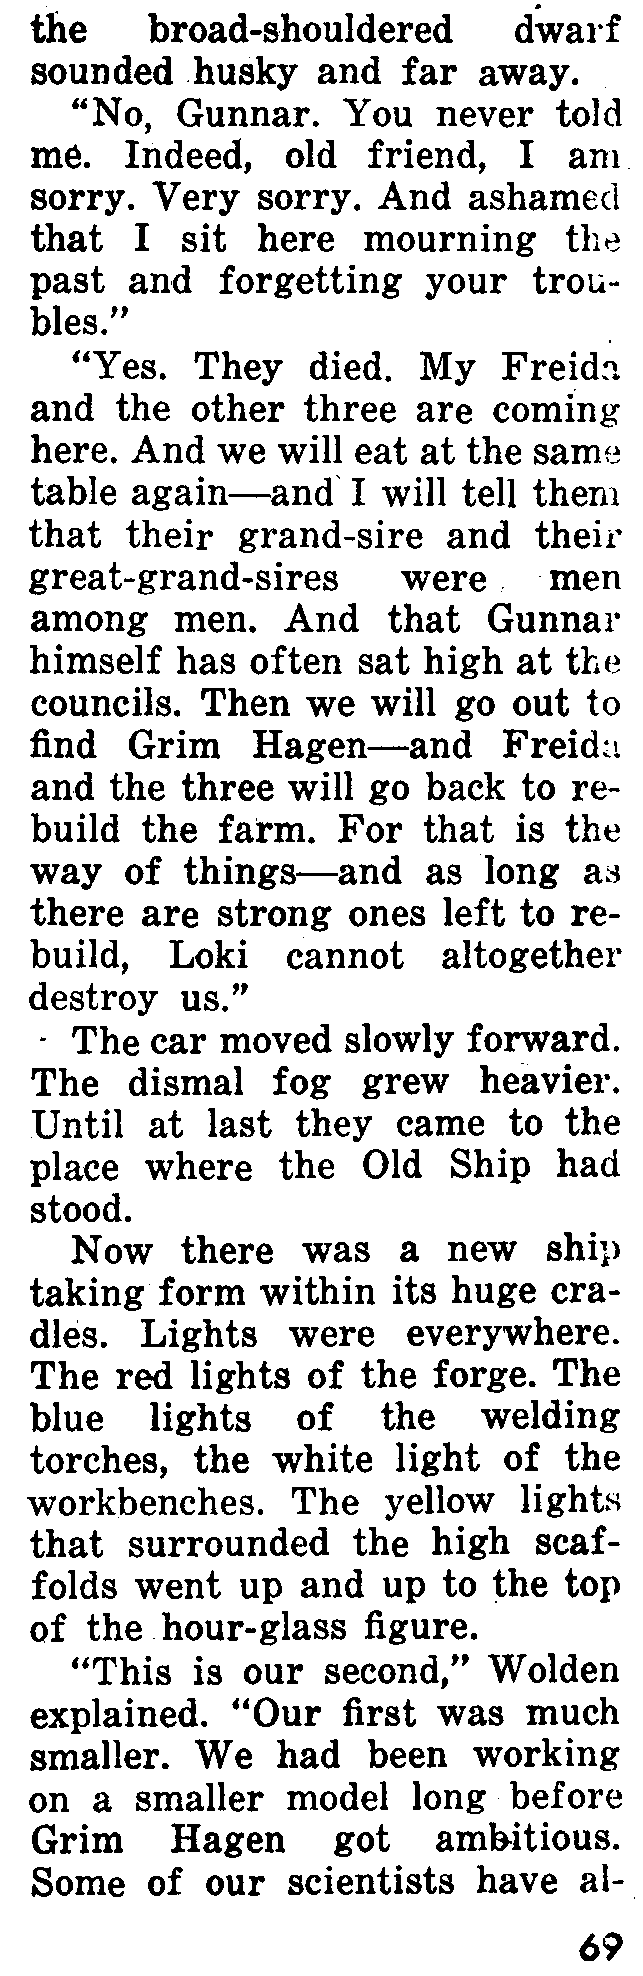 the broad-shouldered dwarf
sounded husky and far away.
“No, Gunnar. You never told
me. Indeed, old friend, I am
sorry. Very sorry. And ashamed
that I sit here mourning the
past and forgetting your trou-
bles.”
“Yes. They died. My Freida
and the other three are coming
here. And we will eat at the same
table again—and I will tell them
that their grand-sire and their
great-grand-sires were men
among men. And that Gunnar
himself has often sat high at the
councils. Then we will go out to
find Grim Hagen—and Freida
and the three will go back to re-
build the farm. For that is the
way of things—and as long as
there are strong ones left to re-
build, Loki cannot altogether
destroy us.”
The car moved slowly forward.
The dismal fog grew heavier.
Until at last they came to the
place where the Old Ship had
stood.
Now there was a new ship
taking form within its huge cra-
dles. Lights were everywhere.
The red lights of the forge. The
blue lights of the welding
torches, the white light of the
workbenches. The yellow lights
that surrounded the high scaf-
folds went up and up to the top
of the hour-glass figure.
“This is our second,” Wolden
explained. “Our first was much
smaller. We had been working
on a smaller model long before
Grim Hagen got ambitious.
Some of our scientists have al-
69